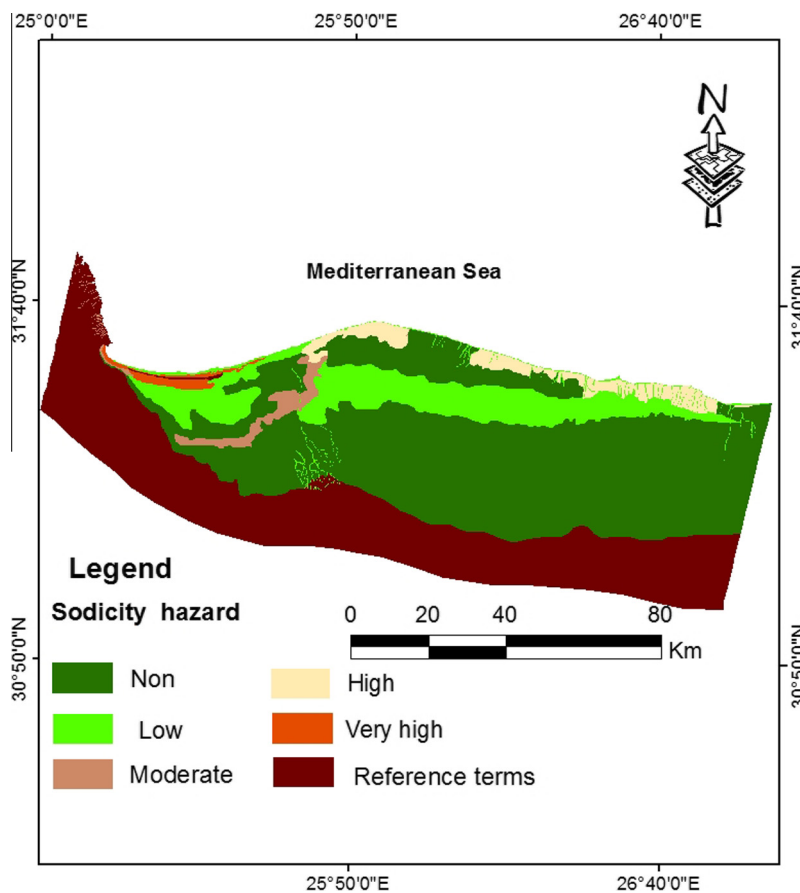 25°0'0"E 25°50'0"E 26°40'0"E
N
31°40'0"N
31°40'0"N
Mediterranean Sea
Legend
Sodicity hazard
0 20 40 80
Km
30°50'0"N
30°50'0"N
Non
High
Low
Very high
Moderate
Reference terms
25°50'0"E 26°40'0"E